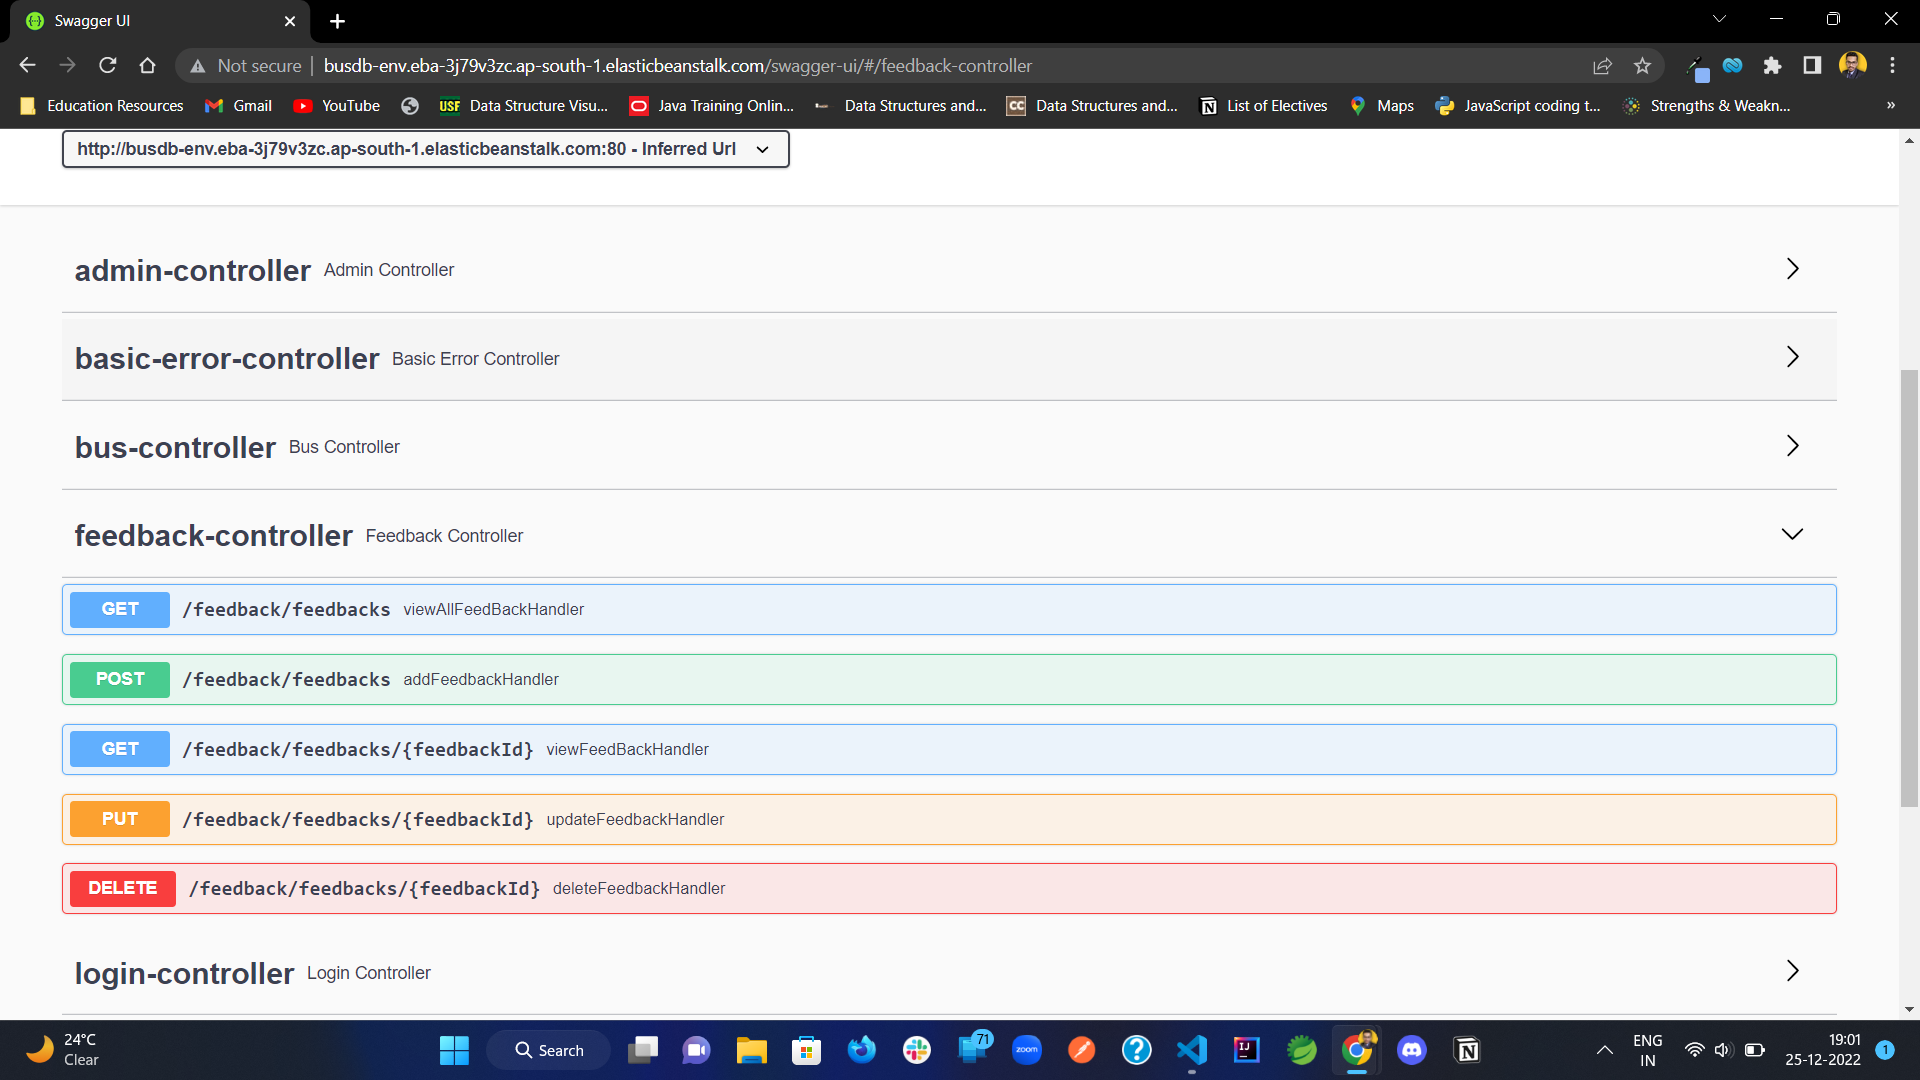 Swagger UI
Not secure
busdb-env.eba-3j79v3zc.ap-south-1.elasticbeanstalk.com/swagger-ui/#/feedback-controller
Education Resources
Gmail
YouTube
USF Data Structure Visu...
Java Training Onlin...
Data Structures and...
CC Data Structures and...
List of Electives
Maps
JavaScript coding t...
Strengths & Weakn...
»
http://busdb-env.eba-3j79v3zc.ap-south-1.elasticbeanstalk.com:80 - Inferred Url
admin-controller Admin Controller
basic-error-controller Basic Error Controller
bus-controller Bus Controller
feedback-controller Feedback Controller
GET /feedback/feedbacks viewAllFeedBackHandler
POST /feedback/feedbacks addFeedbackHandler
GET /feedback/feedbacks/{feedbackId} viewFeedBackHandler
PUT /feedback/feedbacks/{feedbackId} updateFeedbackHandler
DELETE /feedback/feedbacks/{feedbackId} deleteFeedbackHandler
login-controller Login Controller
24°C
Clear
Search
71
zoom
IJ
ENG
IN
19:01
25-12-2022
1